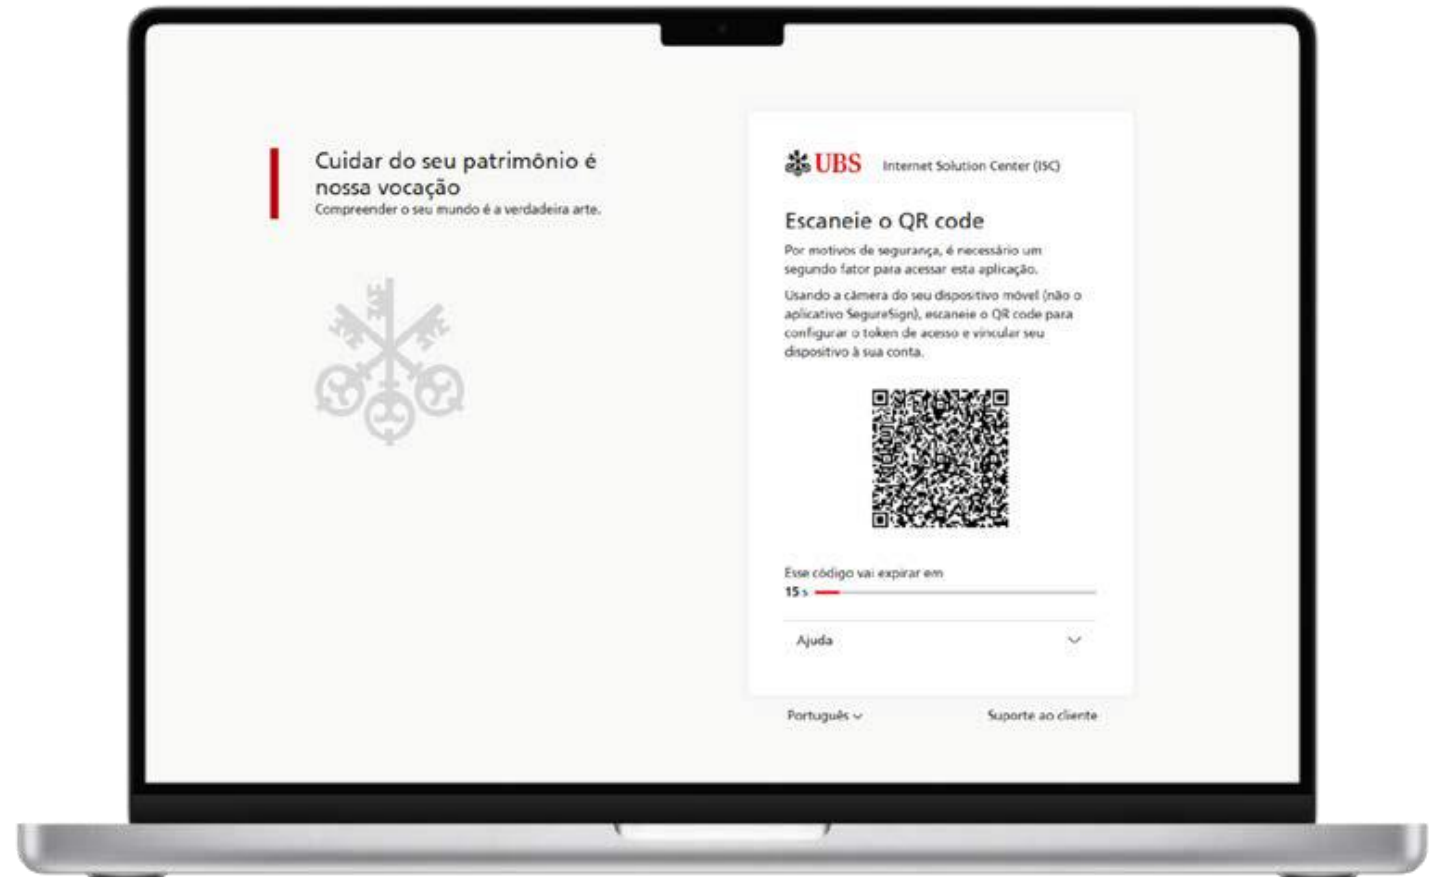 Cuidar do seu patrimônio é
nossa vocação
Compreender o seu mundo é a verdadeira arte.
UBS Internet Solution Center (ISC)
Escaneie o QR code
Por motivos de segurança, é necessário um
segundo fator para acessar esta aplicação.
Usando a câmera do seu dispositivo móvel (não o
aplicativo SegureSign), escaneie o QR code para
configurar o token de acesso e vincular seu
dispositivo à sua conta.
Esse código vai expirar em
15 s
Ajuda
Português
Suporte ao cliente